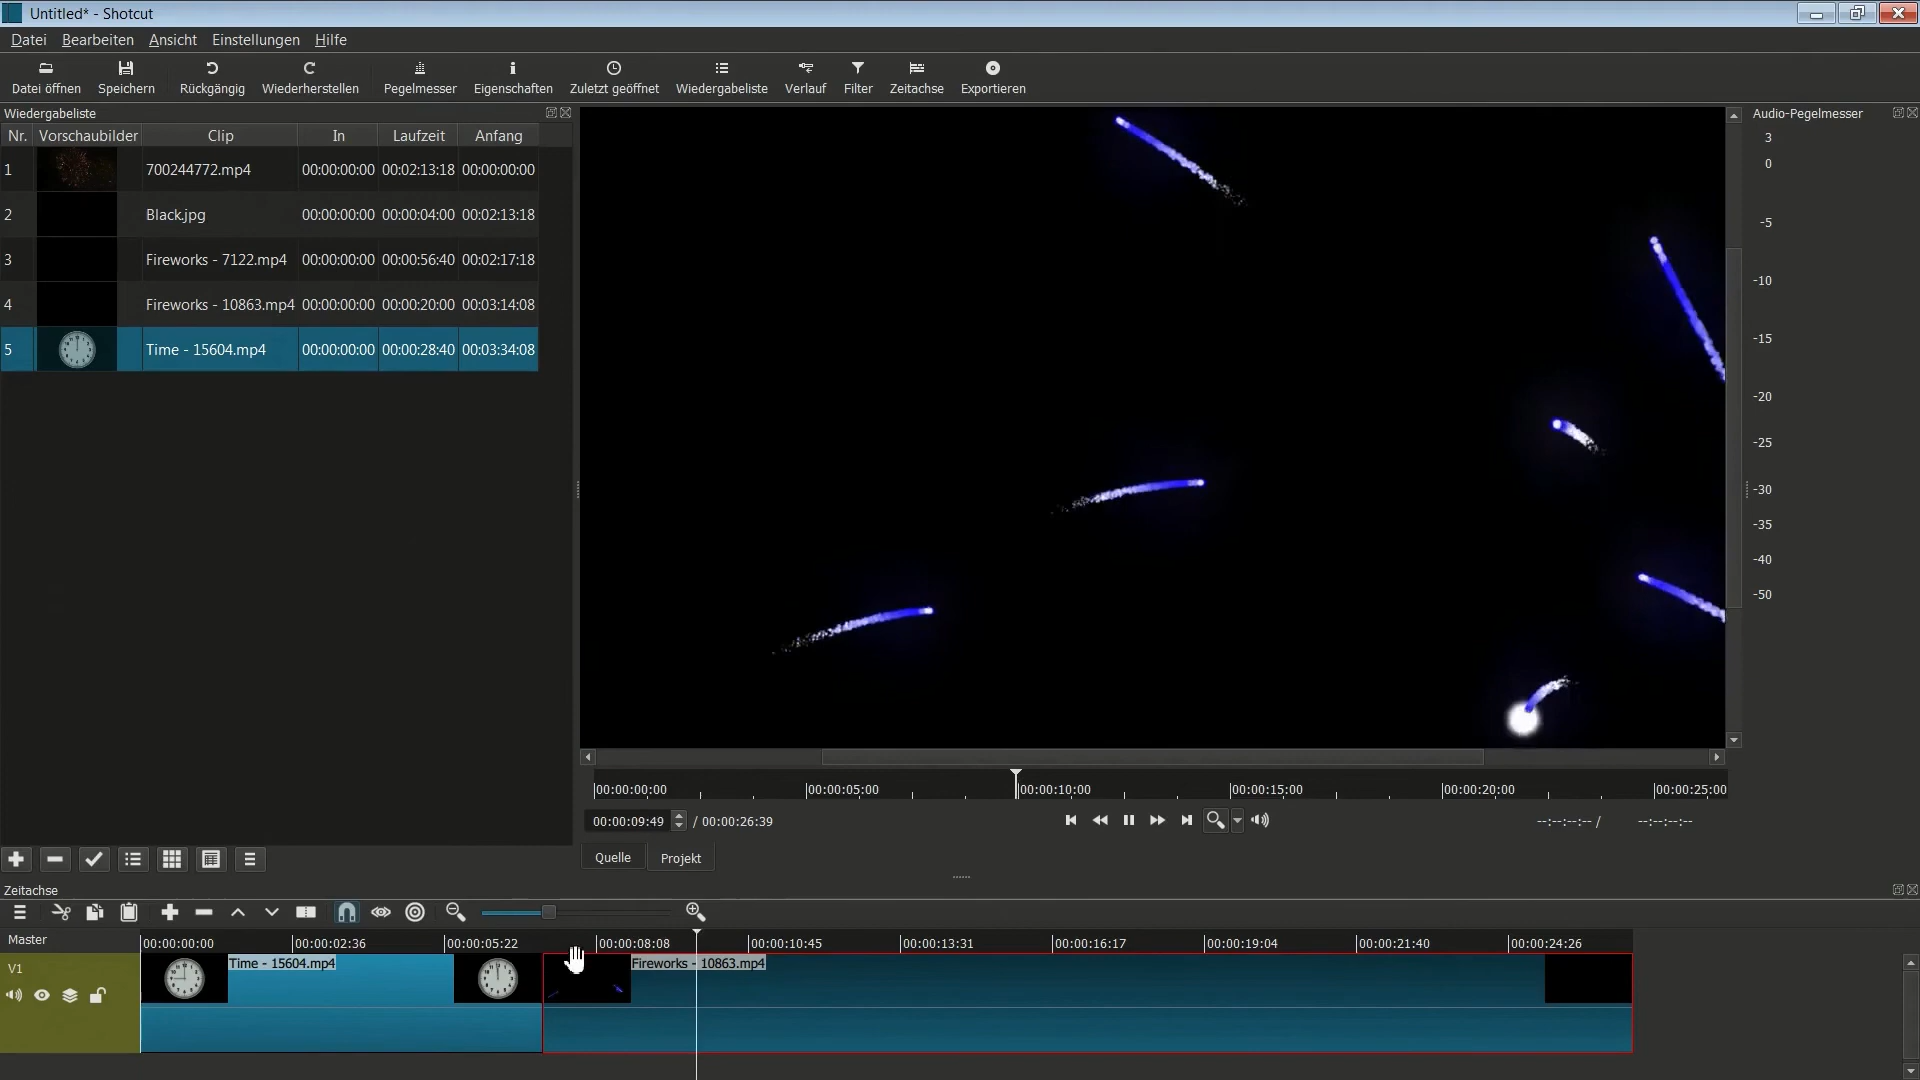 Untitled* - Shotcut
Datei Bearbeiten Ansicht Einstellungen Hilfe
Datei öffnen Speichern Rückgängig Wiederherstellen Pegelmesser Eigenschaften Zuletzt geöffnet Wiedergabeliste Verlauf Filter Zeitachse Exportieren
Wiedergabeliste
Nr. Vorschaubilder Clip In Laufzeit Anfang
1 700244772.mp4 00:00:00:00 00:02:13:18 00:00:00:00
2 Black.jpg 00:00:00:00 00:00:04:00 00:02:13:18
3 Fireworks - 7122.mp4 00:00:00:00 00:00:56:40 00:02:17:18
4 Fireworks - 10863.mp4 00:00:00:00 00:00:20:00 00:03:14:08
5 Time - 15604.mp4 00:00:00:00 00:00:28:40 00:03:34:08
Audio-Pegelmesser
3
0
-5
-10
-15
-20
-25
-30
-35
-40
-50
00:00:00:00 00:00:05:00 00:00:10:00 00:00:15:00 00:00:20:00 00:00:25:00
00:00:09:49 / 00:00:26:39 --:--:--:-- / --:--:--:--
Quelle Projekt
Zeitachse
Master 00:00:00:00 00:00:02:36 00:00:05:22 00:00:08:08 00:00:10:45 00:00:13:31 00:00:16:17 00:00:19:04 00:00:21:40 00:00:24:26
V1 Time - 15604.mp4 Fireworks - 10863.mp4